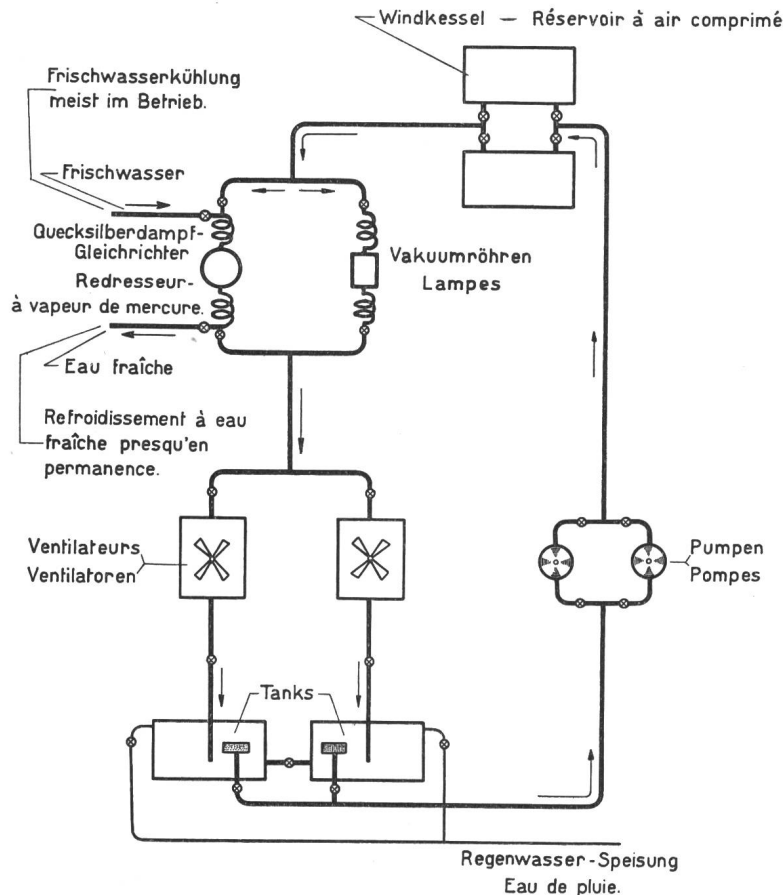 Windkessel — Réservoir à air comprimé
Frischwasserkühlung
meist im Betrieb.
Frischwasser
Quecksilberdampf-
Gleichrichter
Redresseur-
à vapeur de mercure.
Vakuumröhren
Lampes
Eau fraîche
Refroidissement à eau
fraîche presqu'en
permanence.
Ventilateurs
Ventilatoren
Pumpen
Pompes
Tanks
Regenwasser-Speisung
Eau de pluie.